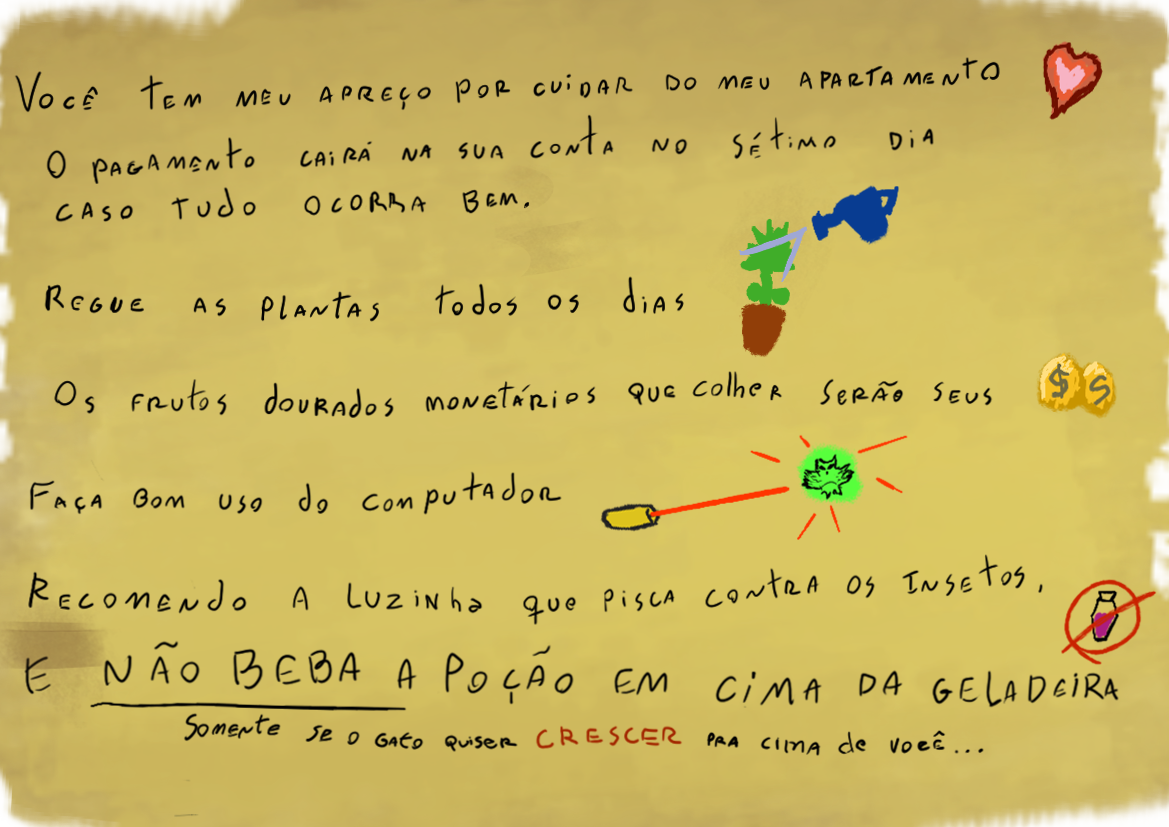 Você tem meu apreço por cuidar do meu apartamento
O pagamento cairá na sua conta no sétimo dia
caso tudo ocorra bem.
Regue as plantas todos os dias
Os frutos dourados monetários que colher serão seus
$ $
Faça bom uso do computador
Recomendo a luzinha que pisca contra os insetos.
E NÃO BEBA a poção em cima da geladeira
Somente se o gato quiser CRESCER pra cima de você...